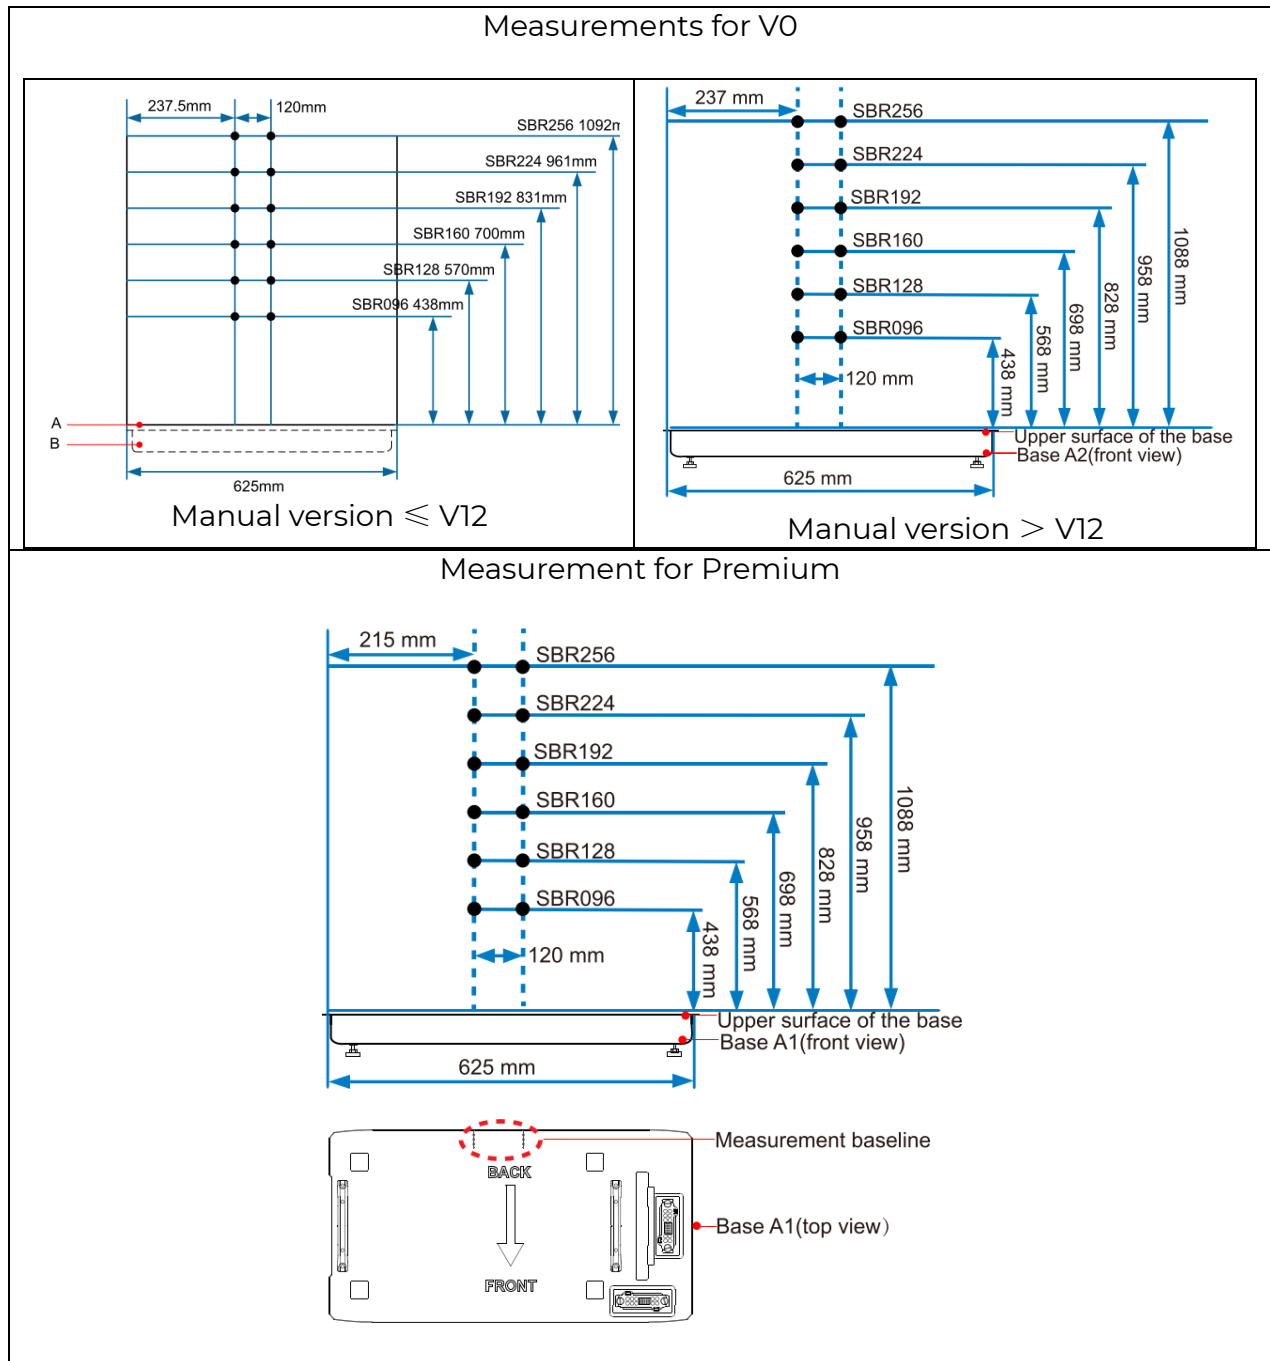 Measurements for V0
237.5mm
120mm
SBR256 1092m
SBR224 961mm
SBR192 831mm
SBR160 700mm
SBR128 570mm
SBR096 438mm
A
B
625mm
Manual version ≤ V12
237 mm
SBR256
SBR224
SBR192
SBR160
SBR128
SBR096
120 mm
438 mm
568 mm
698 mm
828 mm
958 mm
1088 mm
Upper surface of the base
Base A2(front view)
625 mm
Manual version > V12
Measurement for Premium
215 mm
SBR256
SBR224
SBR192
SBR160
SBR128
SBR096
120 mm
438 mm
568 mm
698 mm
828 mm
958 mm
1088 mm
Upper surface of the base
Base A1(front view)
625 mm
Measurement baseline
BACK
Base A1(top view）
FRONT